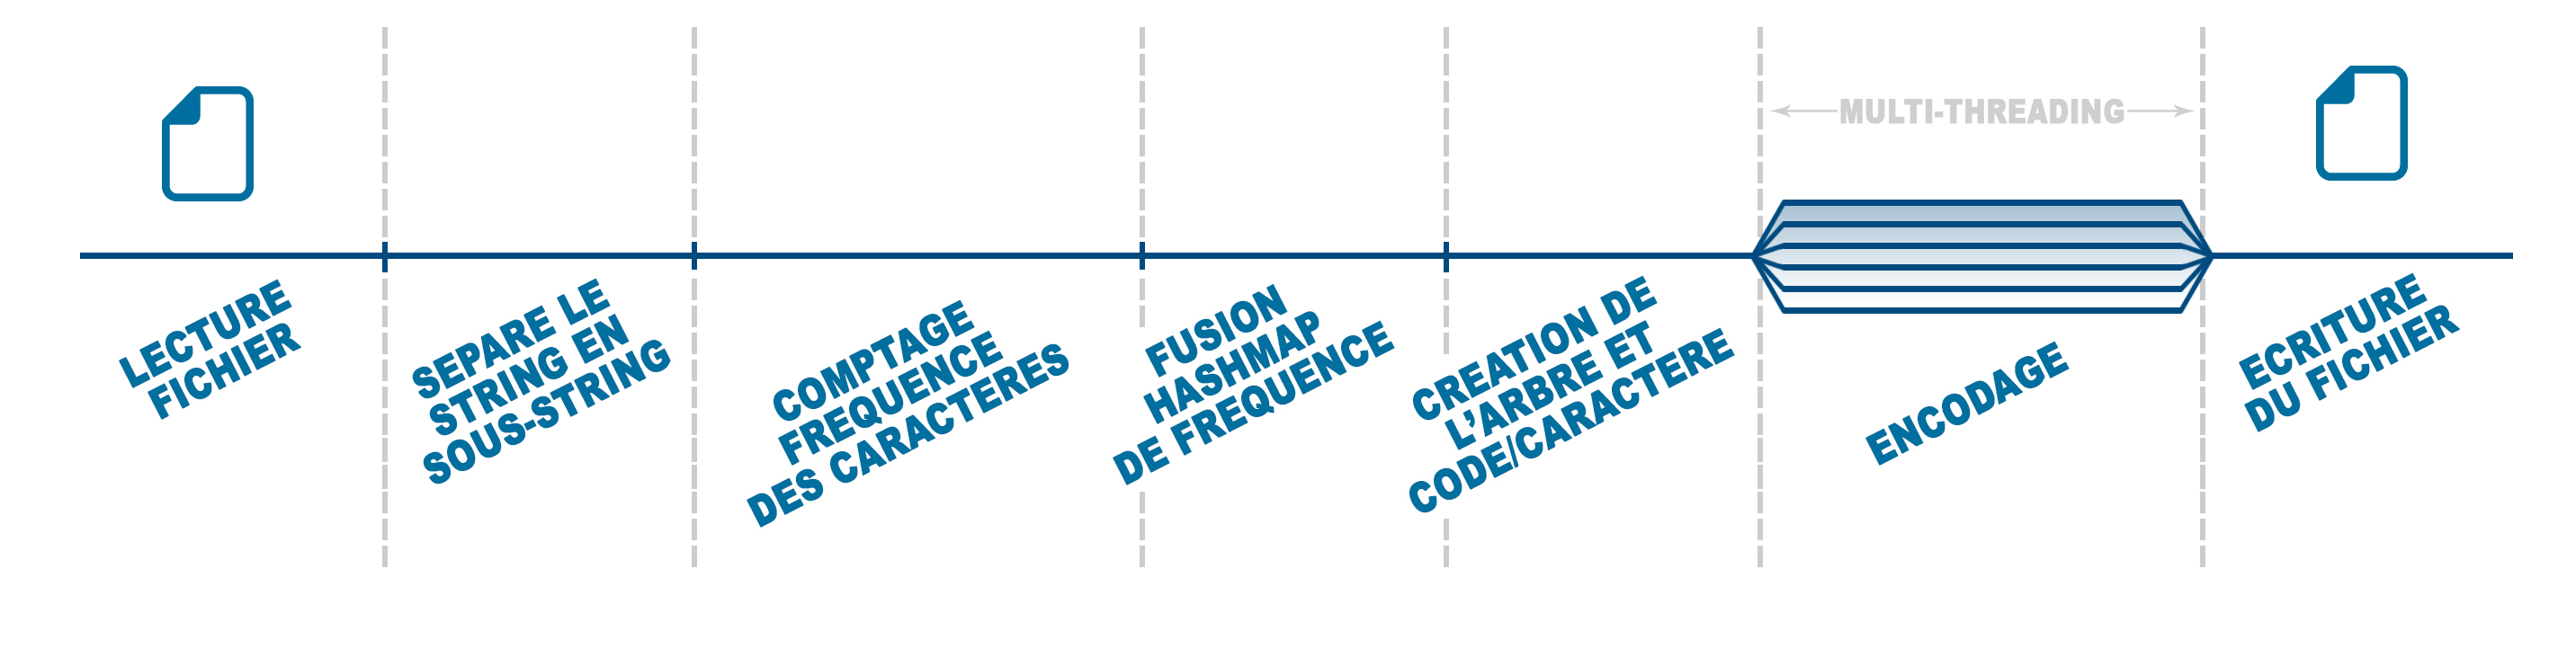 MULTI-THREADING
LECTURE
FICHIER
SEPARE LE
STRING EN
SOUS-STRING
COMPTAGE
FREQUENCE
DES CARACTERES
FUSION
HASHMAP
DE FREQUENCE
CREATION DE
L'ARBRE ET
CODE/CARACTERE
ENCODAGE
ECRITURE
DU FICHIER